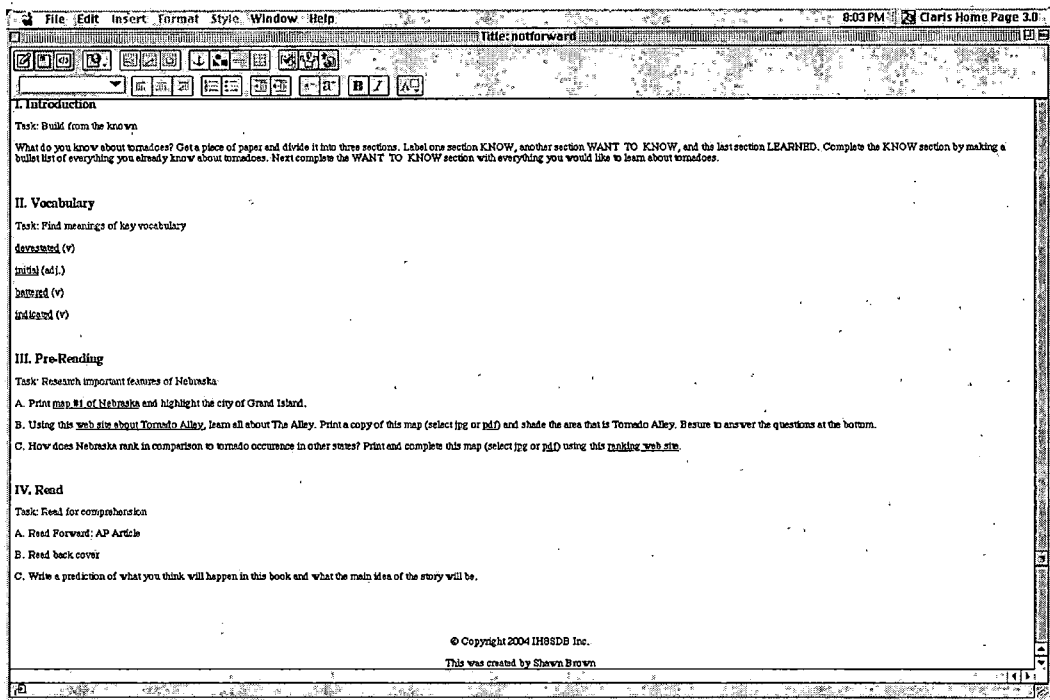 File Edit Insert Format Style Window Help 8:03 PM Claris Home Page 3.0
Title: notforward
B I
I. Introduction
Task: Build from the known
What do you know about tornadoes? Get a piece of paper and divide it into three sections. Label one section KNOW, another section WANT TO KNOW, and the last section LEARNED. Complete the KNOW section by making a
bullet list of everything you already know about tornadoes. Next complete the WANT TO KNOW section with everything you would like to learn about tornadoes.
II. Vocabulary
Task: Find meanings of key vocabulary
devestated (v)
initial (adj.)
battered (v)
indicated (v)
III. Pre-Reading
Task: Research important features of Nebraska
A. Print map #1 of Nebraska and highlight the city of Grand Island.
B. Using this web site about Tornado Alley, learn all about The Alley. Print a copy of this map (select jpg or pdf) and shade the area that is Tornado Alley. Be sure to answer the questions at the bottom.
C. How does Nebraska rank in comparison to tornado occurence in other states? Print and complete this map (select jpg or pdf) using this ranking web site.
IV. Read
Task: Read for comprehension
A. Read Forward: AP Article
B. Read back cover
C. Write a prediction of what you think will happen in this book and what the main idea of the story will be.
© Copyright 2004 IHSSDB Inc.
This was created by Shawn Brown